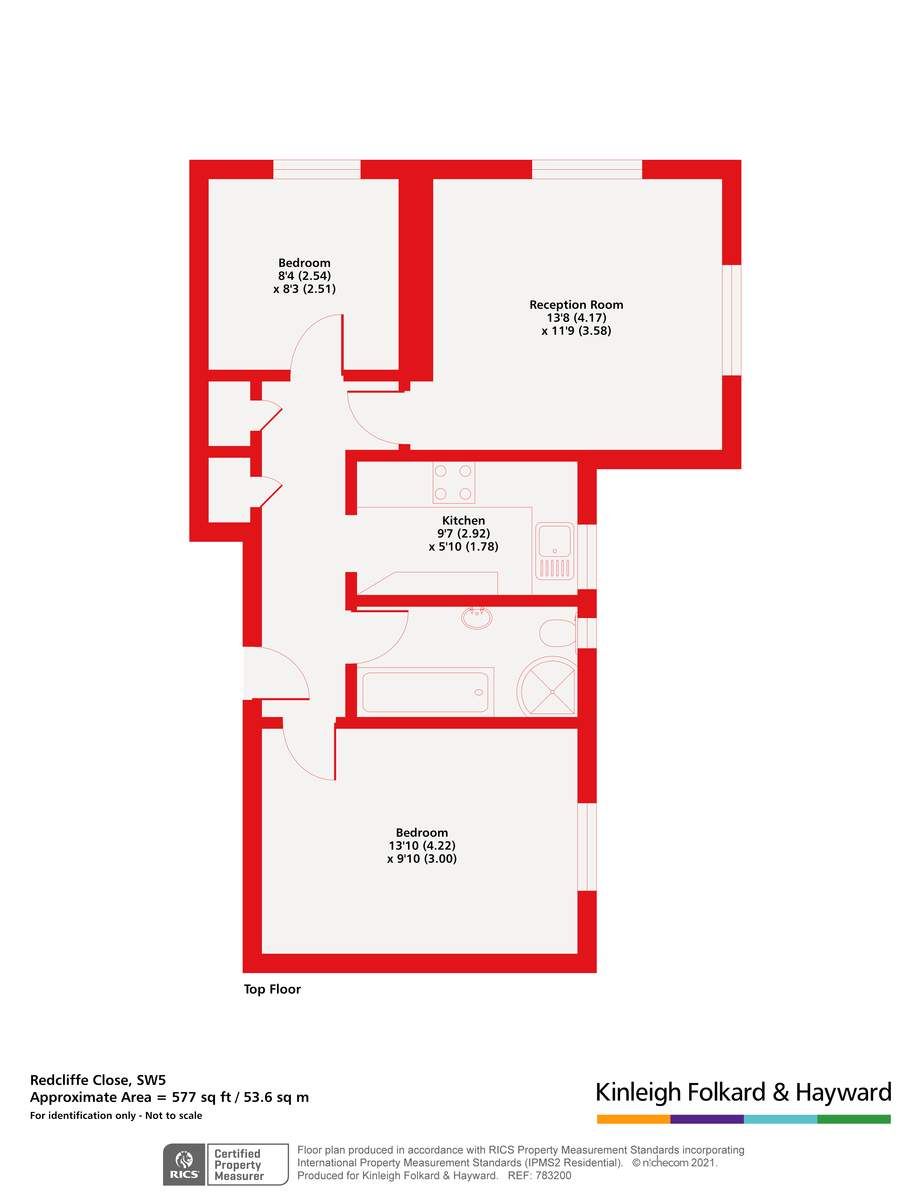 Bedroom
8'4 (2.54)
x 8'3 (2.51)
Reception Room
13'8 (4.17)
x 11'9 (3.58)
Kitchen
9'7 (2.92)
x 5'10 (1.78)
Bedroom
13'10 (4.22)
x 9'10 (3.00)
Top Floor
Redcliffe Close, SW5
Approximate Area = 577 sq ft / 53.6 sq m
For identification only - Not to scale
Kinleigh Folkard & Hayward
RICS
Certified
Property
Measurer
Floor plan produced in accordance with RICS Property Measurement Standards incorporating
International Property Measurement Standards (IPMS2 Residential). © nichecom 2021.
Produced for Kinleigh Folkard & Hayward. REF: 783200